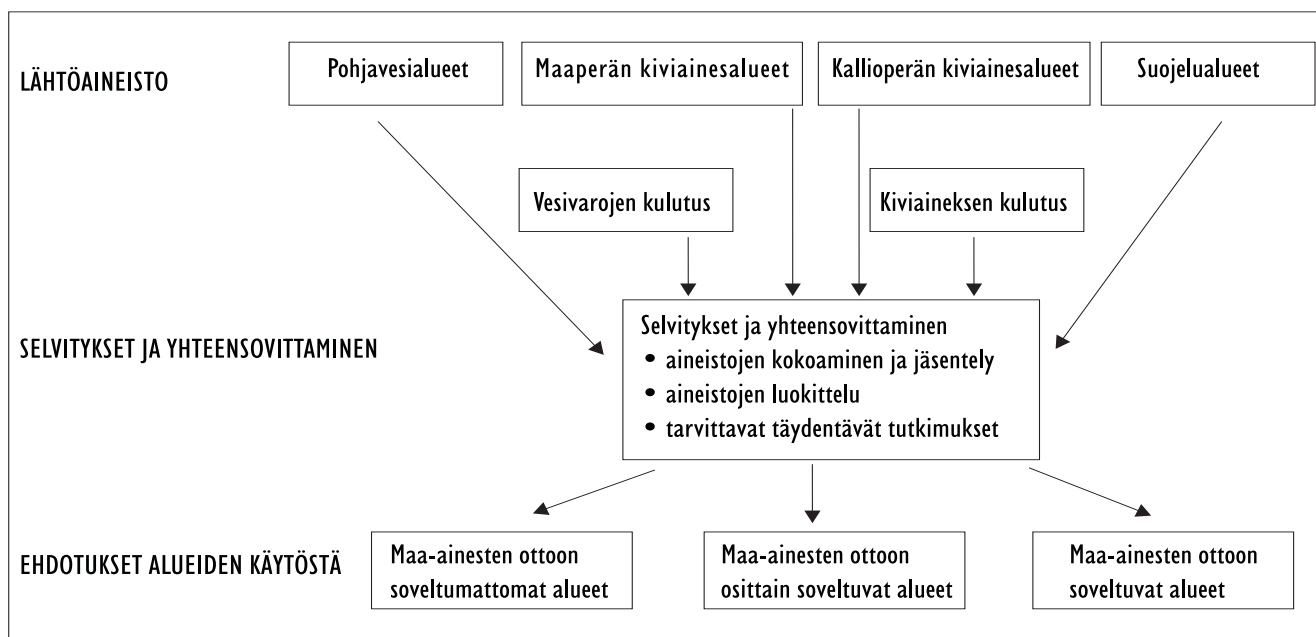 LÄHTÖAINEISTO
Pohjavesialueet
Maaperän kiviainesalueet
Kallioperän kiviainesalueet
Suojelualueet
Vesivarojen kulutus
Kiviaineksen kulutus
SELVITYKSET JA YHTEENSOVITTAMINEN
Selvitykset ja yhteensovittaminen
• aineistojen kokoaminen ja jäsentely
• aineistojen luokittelu
• tarvittavat täydentävät tutkimukset
EHDOTUKSET ALUEIDEN KÄYTÖSTÄ
Maa-ainesten ottoon
soveltumattomat alueet
Maa-ainesten ottoon
osittain soveltuvat alueet
Maa-ainesten ottoon
soveltuvat alueet